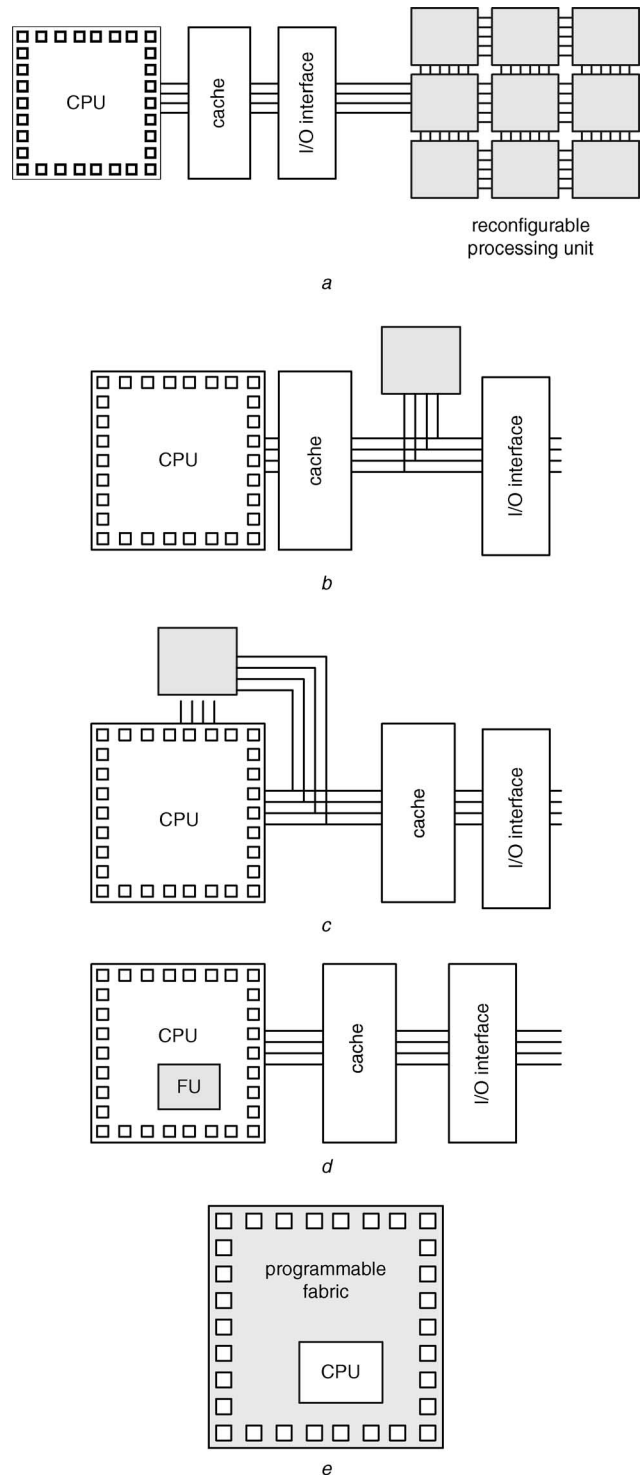 CPU
cache
I/O interface
reconfigurable
processing unit
a
CPU
cache
I/O interface
b
CPU
cache
I/O interface
c
CPU
FU
cache
I/O interface
d
programmable
fabric
CPU
e